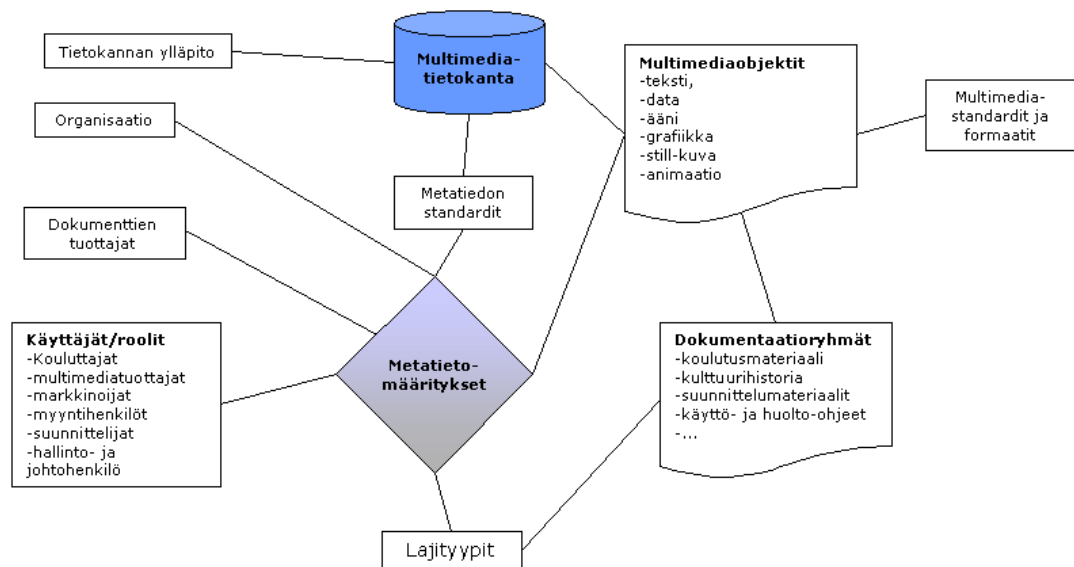 Tietokannan ylläpito
Multimedia-
tietokanta
Multimediaobjektit
-teksti,
-data
-ääni
-grafiikka
-still-kuva
-animaatio
Multimedia-
standardit ja
formaatit
Organisaatio
Metatiedon
standardit
Dokumenttien
tuottajat
Käyttäjät/roolit
-Kouluttajat
-multimediatuottajat
-markkinoijat
-myyntihenkilöt
-suunnittelijat
-hallinto- ja
johtohenkilö
Metatieto-
määritykset
Dokumentaatioryhmät
-koulutusmateriaali
-kulttuurihistoria
-suunnittelumateriaalit
-käyttö- ja huolto-ohjeet
-...
Lajityypit